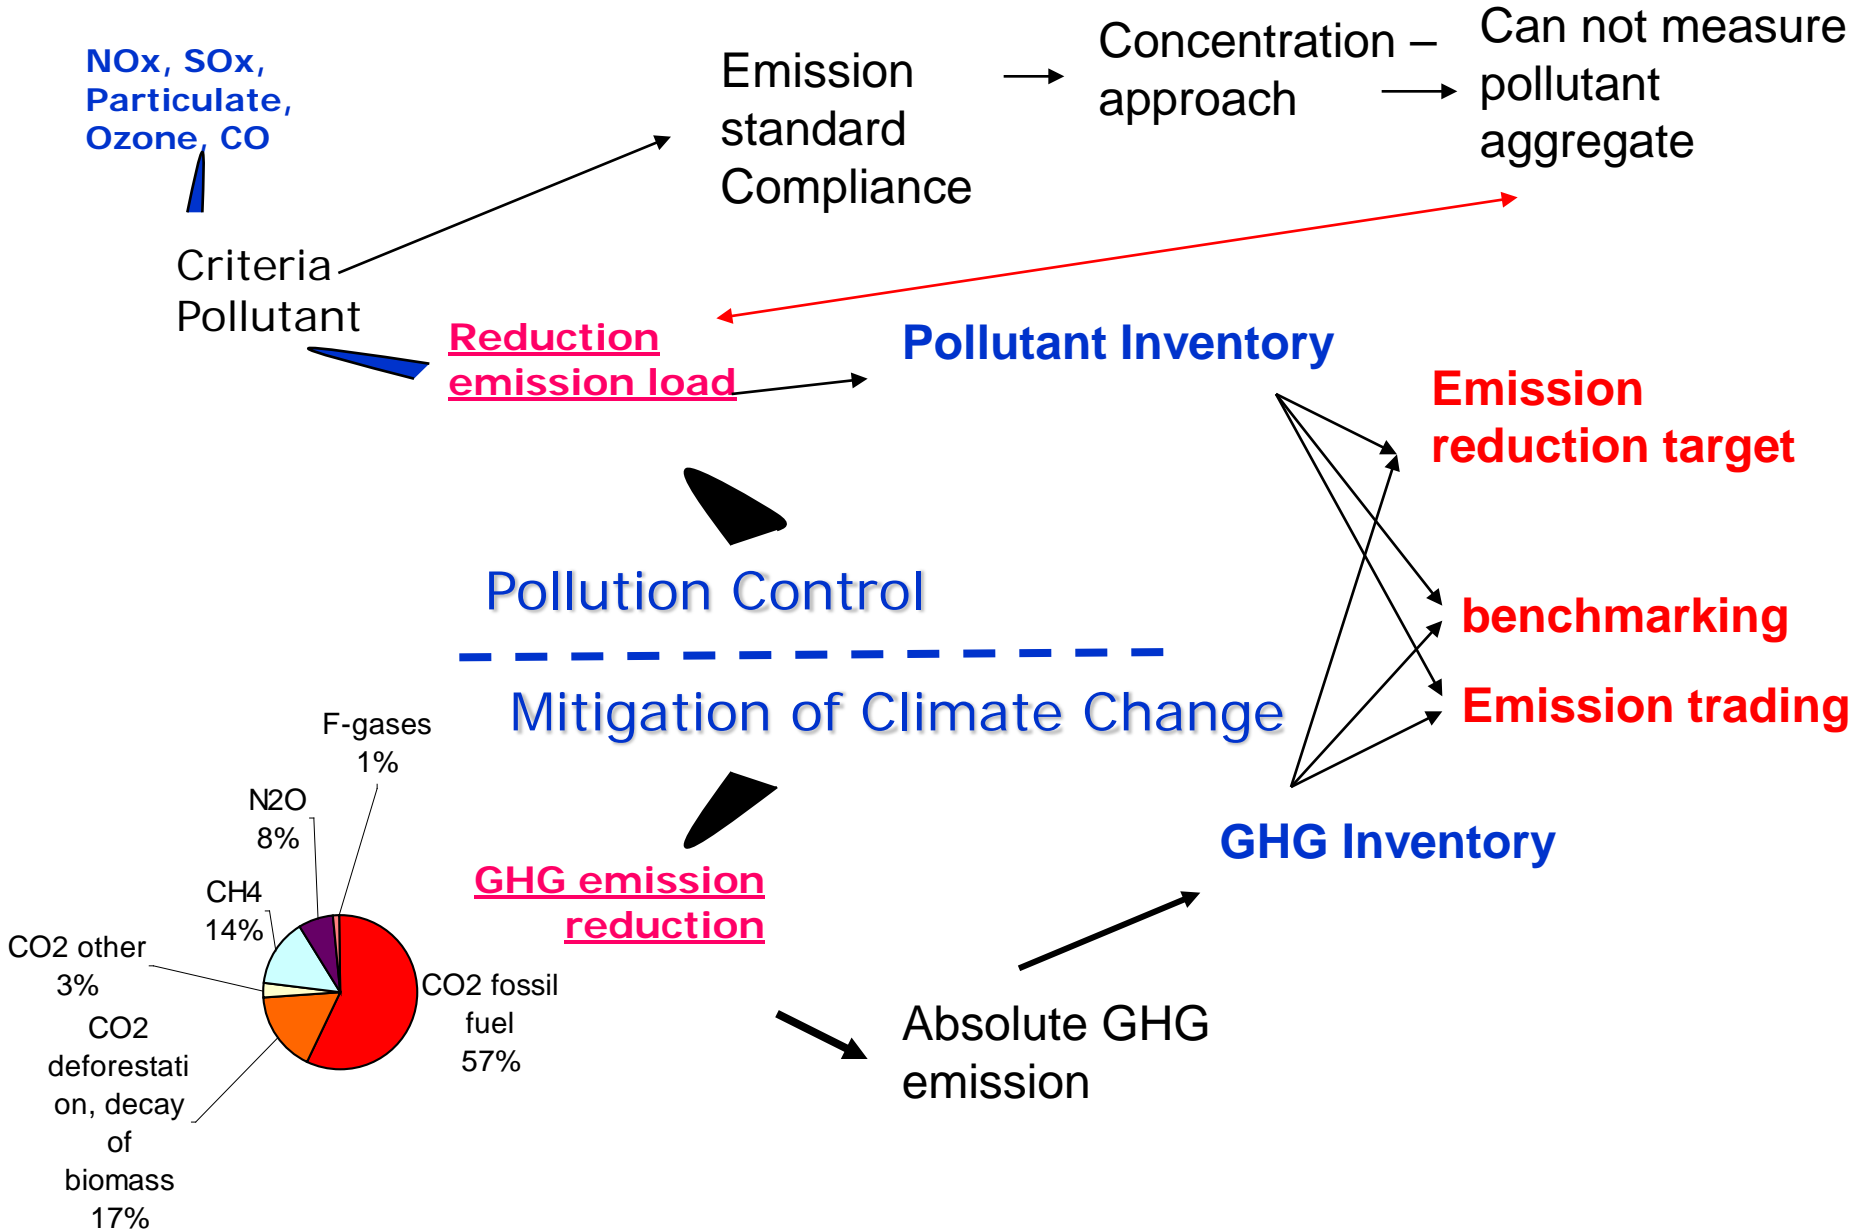 NOx, SOx,
Particulate,
Ozone, CO
Emission
standard
Compliance
Concentration –
approach
Can not measure
pollutant
aggregate
Criteria
Pollutant
Reduction
emission load
Pollutant Inventory
Emission
reduction target
Pollution Control
benchmarking
Mitigation of Climate Change
Emission trading
F-gases
1%
N2O
8%
CH4
14%
CO2 other
3%
CO2
deforestati
on, decay
of
biomass
17%
CO2 fossil
fuel
57%
GHG emission
reduction
GHG Inventory
Absolute GHG
emission